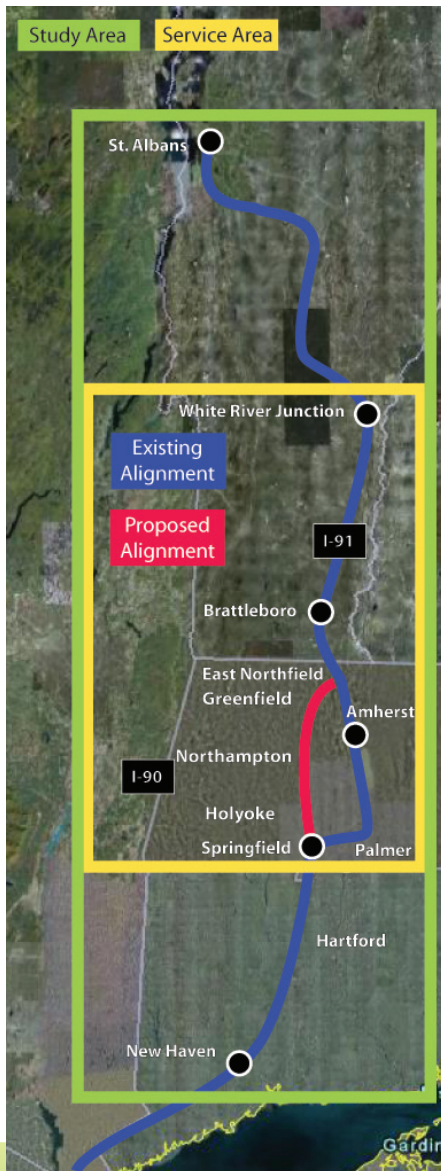 Study Area
Service Area
St. Albans
White River Junction
Existing
Alignment
Proposed
Alignment
I-91
Brattleboro
East Northfield
Greenfield
Amherst
Northampton
I-90
Holyoke
Springfield
Palmer
Hartford
New Haven
Gardin